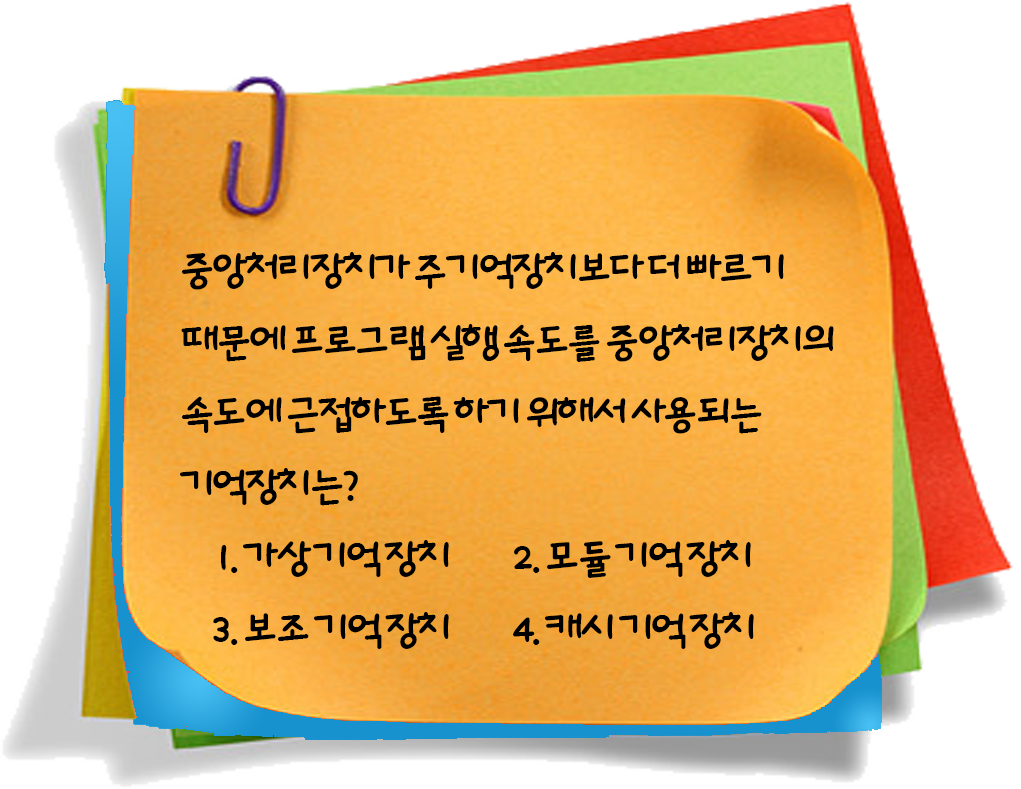 중앙처리장치가 주기억장치보다 더 빠르기
때문에 프로그램 실행 속도를 중앙처리장치의
속도에 근접하도록 하기 위해서 사용되는
기억장치는?
1. 가상기억장치 2. 모듈기억장치
3. 보조기억장치 4. 캐시기억장치